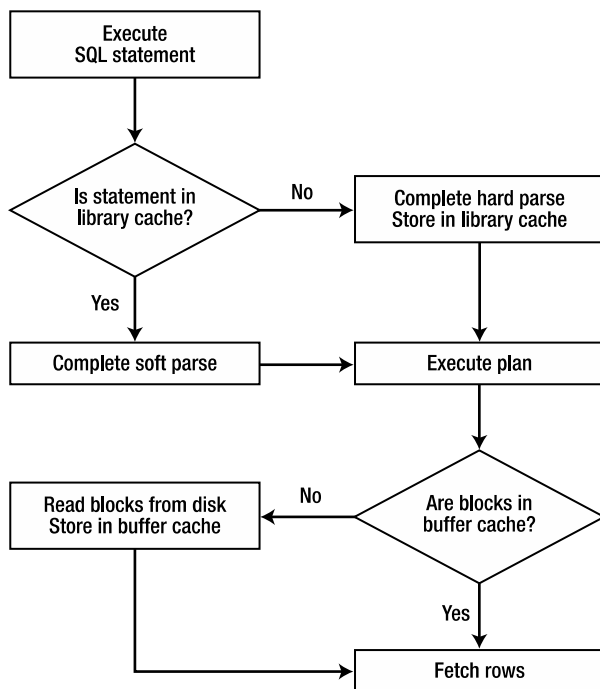 Execute
SQL statement
Is statement in
library cache?
No
Complete hard parse
Store in library cache
Yes
Complete soft parse
Execute plan
Read blocks from disk
Store in buffer cache
No
Are blocks in
buffer cache?
Yes
Fetch rows